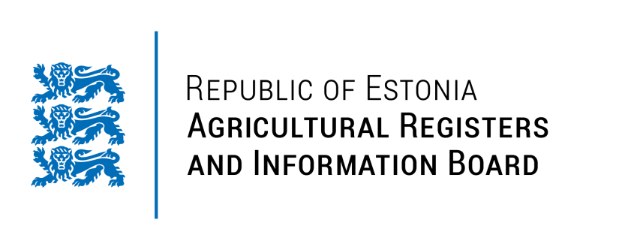 Republic of Estonia
Agricultural Registers
and Information Board